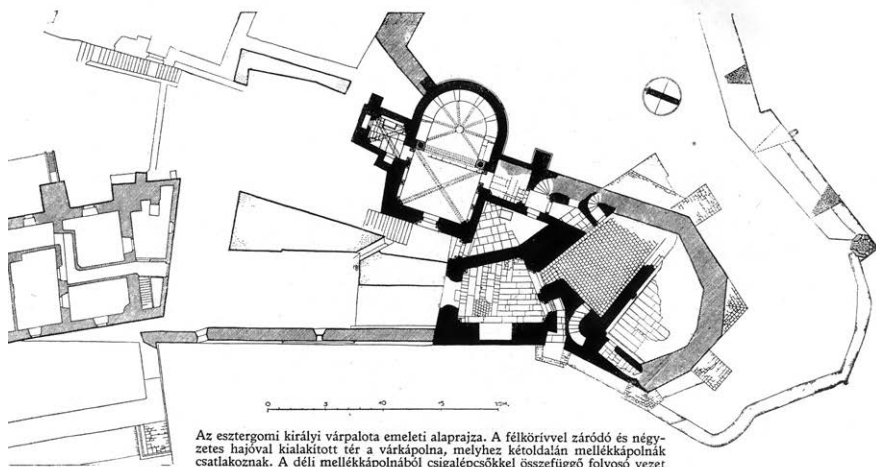 Az esztergomi királyi várpalota emeleti alaprajza. A félkörívvel záródó és négy-
zetes hajóval kialakított tér a várkápolna, melyhez kétoldalán mellékkápolnák
csatlakoznak. A déli mellékkápolnából csigalépcsőkkel összefüggő folyosó vezet